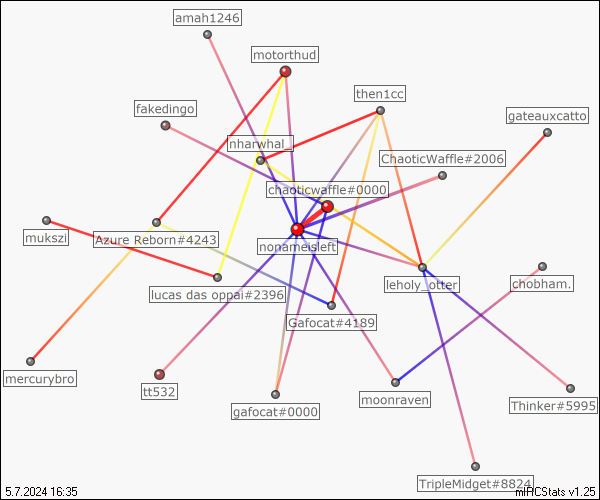 amah1246
motorthud
then1cc
fakedingo
gateauxcatto
nharwhal_
ChaoticWaffle#2006
chaoticwaffle#0000
mukszi
Azure Reborn#4243
nonameisleft
leholy_otter
chobham.
lucas das oppai#2396
Gafocat#4189
mercurybro
tt532
moonraven
gafocat#0000
Thinker#5995
TripleMidget#8824
5.7.2024 16:35
mIRCStats v1.25